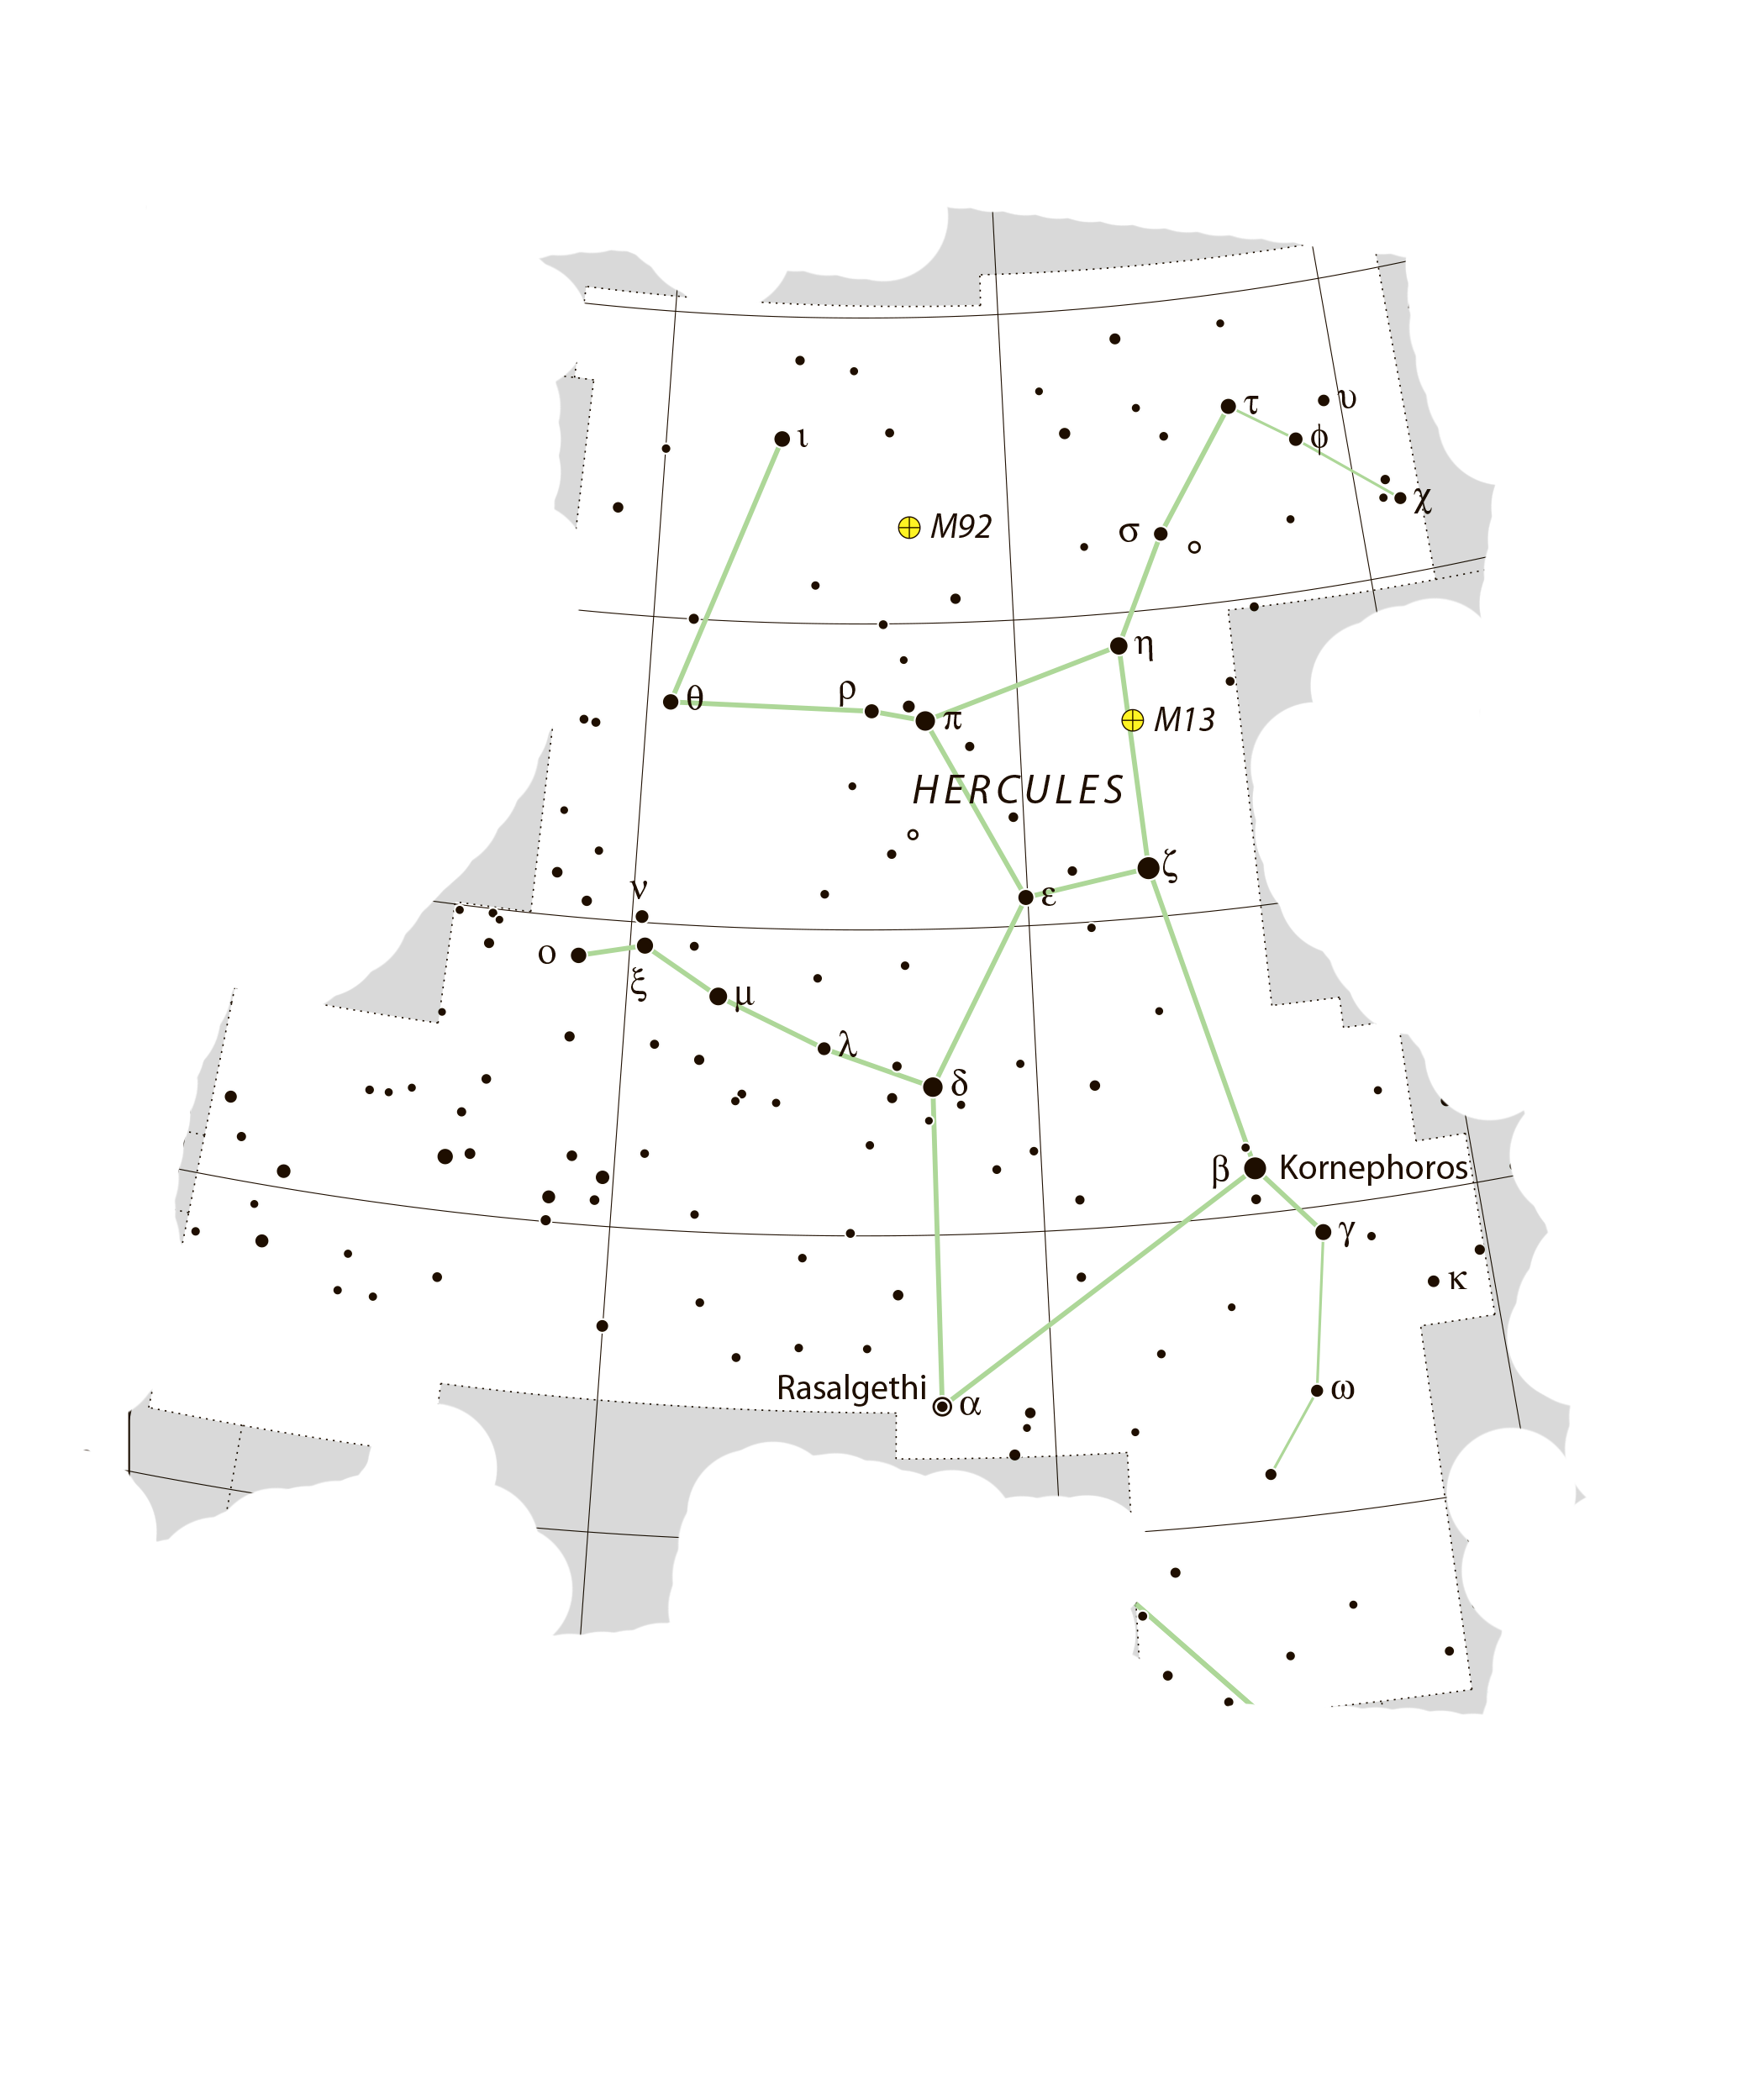 τ
υ
ι
φ
χ
M92
σ
η
θ
ρ
π
M13
HERCULES
ζ
ν
ε
ο
ξ
μ
λ
δ
β
Kornephoros
γ
κ
Rasalgethi
α
ω